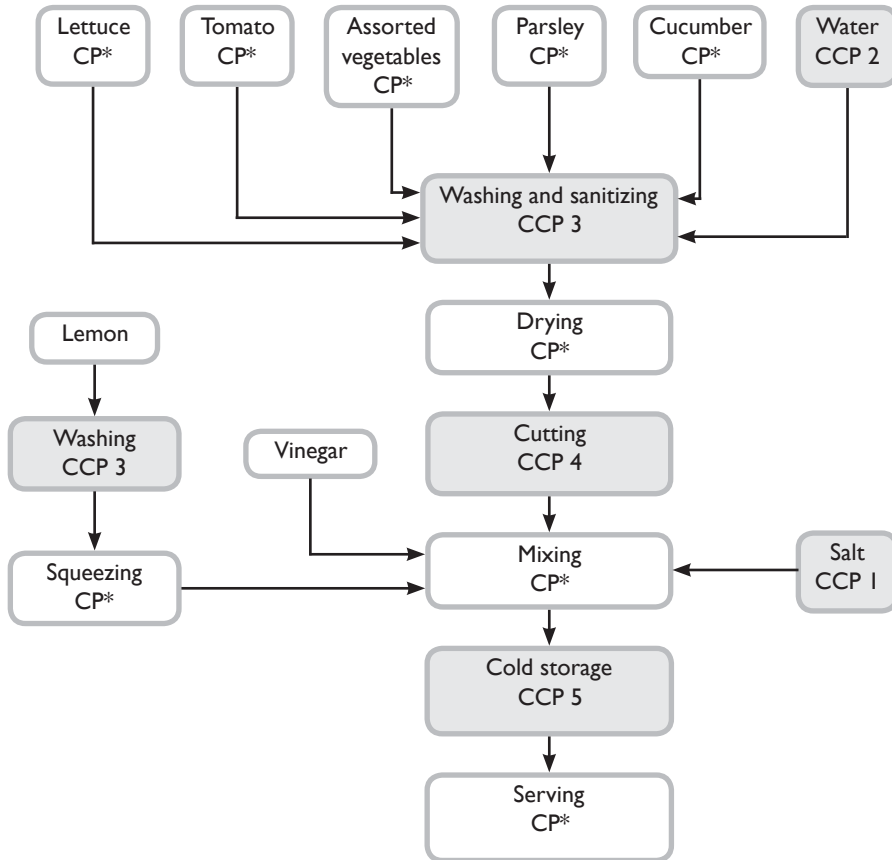 Lettuce
CP*
Tomato
CP*
Assorted
vegetables
CP*
Parsley
CP*
Cucumber
CP*
Water
CCP 2
Washing and sanitizing
CCP 3
Drying
CP*
Lemon
Washing
CCP 3
Vinegar
Cutting
CCP 4
Squeezing
CP*
Mixing
CP*
Salt
CCP 1
Cold storage
CCP 5
Serving
CP*